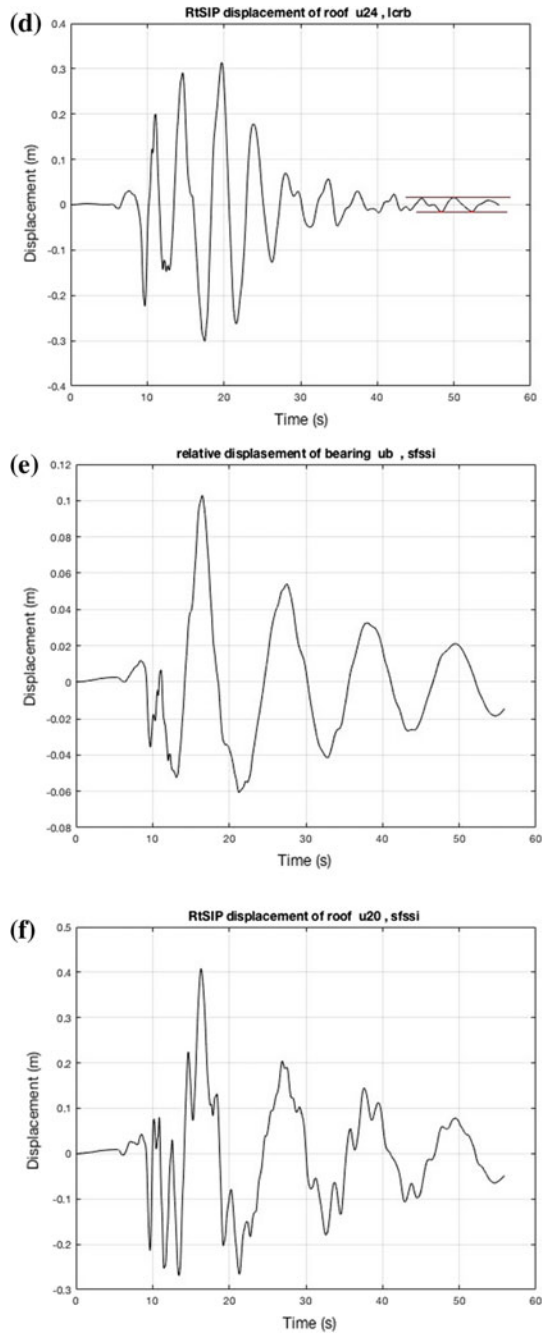 (d)
RtSIP displacement of roof u24 , lcrb
0.4
0.3
0.2
0.1
0
-0.1
-0.2
-0.3
-0.4
Displacement (m)
0 10 20 30 40 50 60
Time (s)
(e)
relative displasement of bearing ub , sfssi
0.12
0.1
0.08
0.06
0.04
0.02
0
-0.02
-0.04
-0.06
-0.08
Displacement (m)
0 10 20 30 40 50 60
Time (s)
(f)
RtSIP displacement of roof u20 , sfssi
0.5
0.4
0.3
0.2
0.1
0
-0.1
-0.2
-0.3
Displacement (m)
0 10 20 30 40 50 60
Time (s)